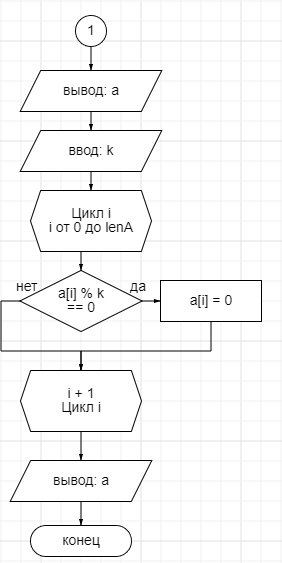 1
вывод: a
ввод: k
Цикл i
i от 0 до lenA
нет
a[i] % k
== 0
да
a[i] = 0
i + 1
Цикл i
вывод: a
конец